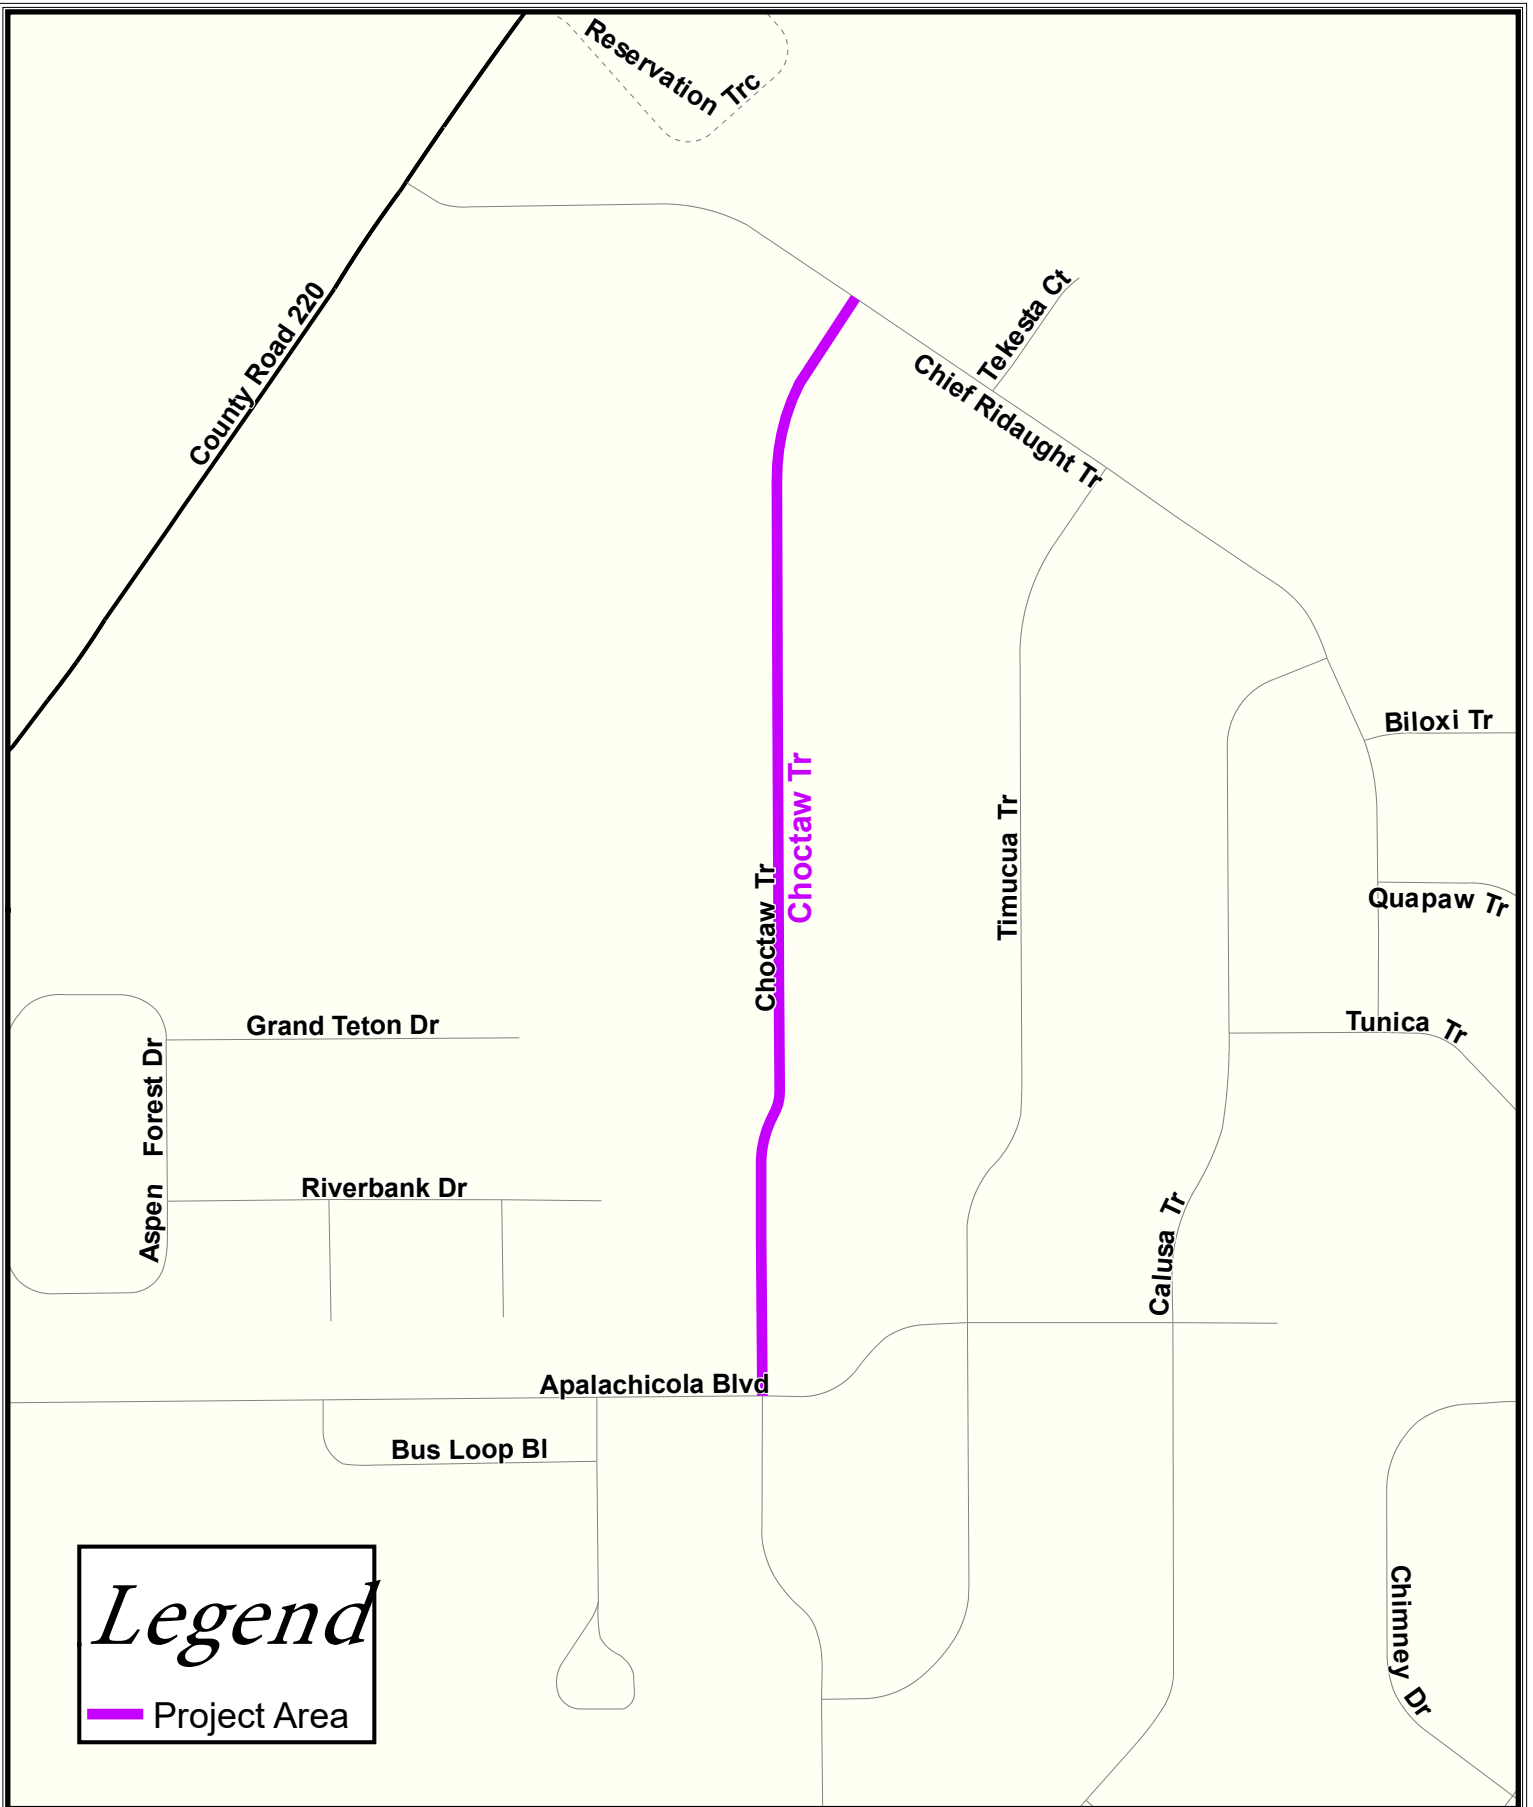 Reservation Trc
County Road 220
Tekesta Ct
Chief Ridaught Tr
Biloxi Tr
Choctaw Tr
Choctaw Tr
Timucua Tr
Quapaw Tr
Tunica Tr
Grand Teton Dr
Aspen Forest Dr
Riverbank Dr
Calusa Tr
Apalachicola Blvd
Bus Loop Bl
Chimney Dr
Legend
Project Area